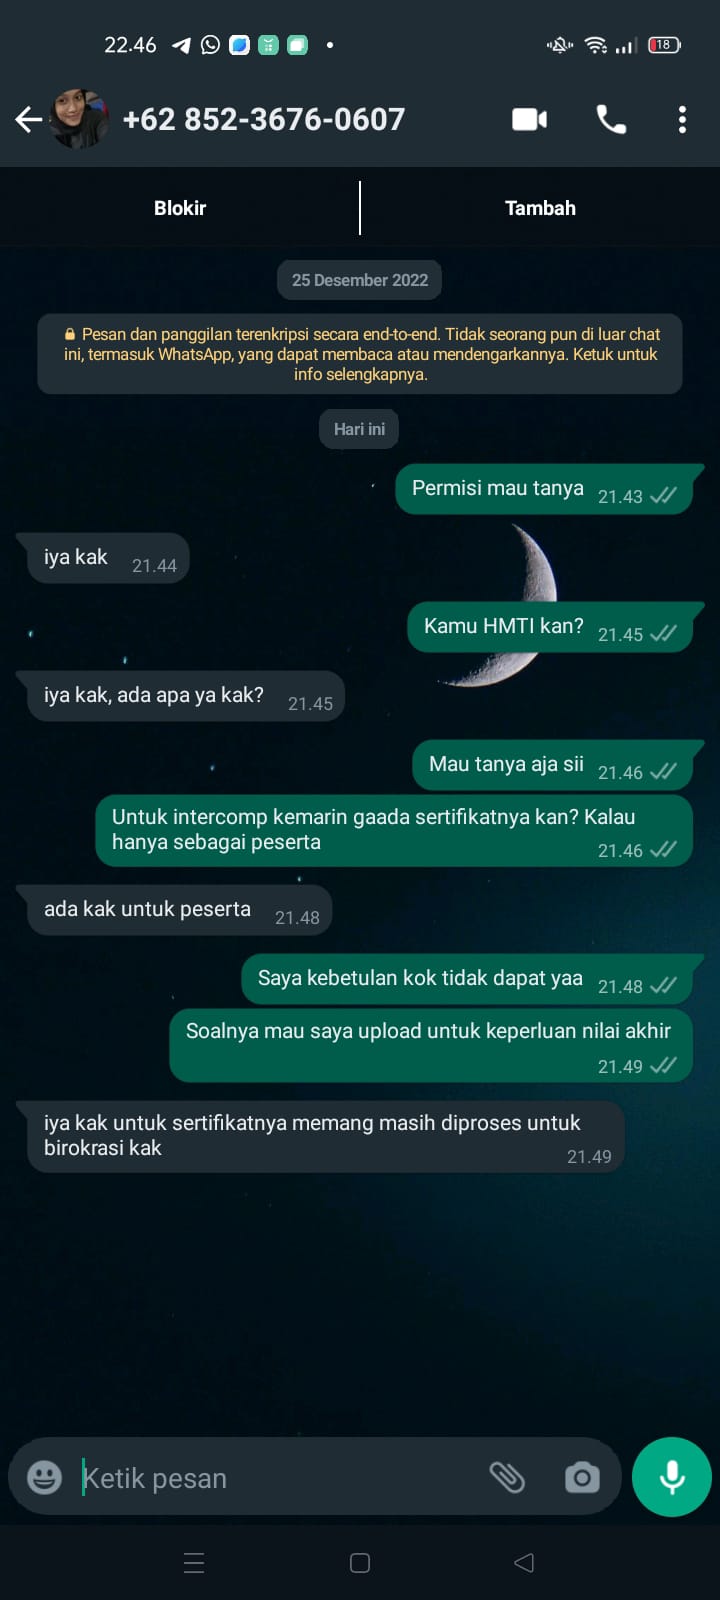 22.46
18
+62 852-3676-0607
Blokir
Tambah
25 Desember 2022
Pesan dan panggilan terenkripsi secara end-to-end. Tidak seorang pun di luar chat
ini, termasuk WhatsApp, yang dapat membaca atau mendengarkannya. Ketuk untuk
info selengkapnya.
Hari ini
Permisi mau tanya 21.43
iya kak 21.44
Kamu HMTI kan? 21.45
iya kak, ada apa ya kak? 21.45
Mau tanya aja sii 21.46
Untuk intercomp kemarin gaada sertifikatnya kan? Kalau
hanya sebagai peserta 21.46
ada kak untuk peserta 21.48
Saya kebetulan kok tidak dapat yaa 21.48
Soalnya mau saya upload untuk keperluan nilai akhir
21.49
iya kak untuk sertifikatnya memang masih diproses untuk
birokrasi kak 21.49
Ketik pesan